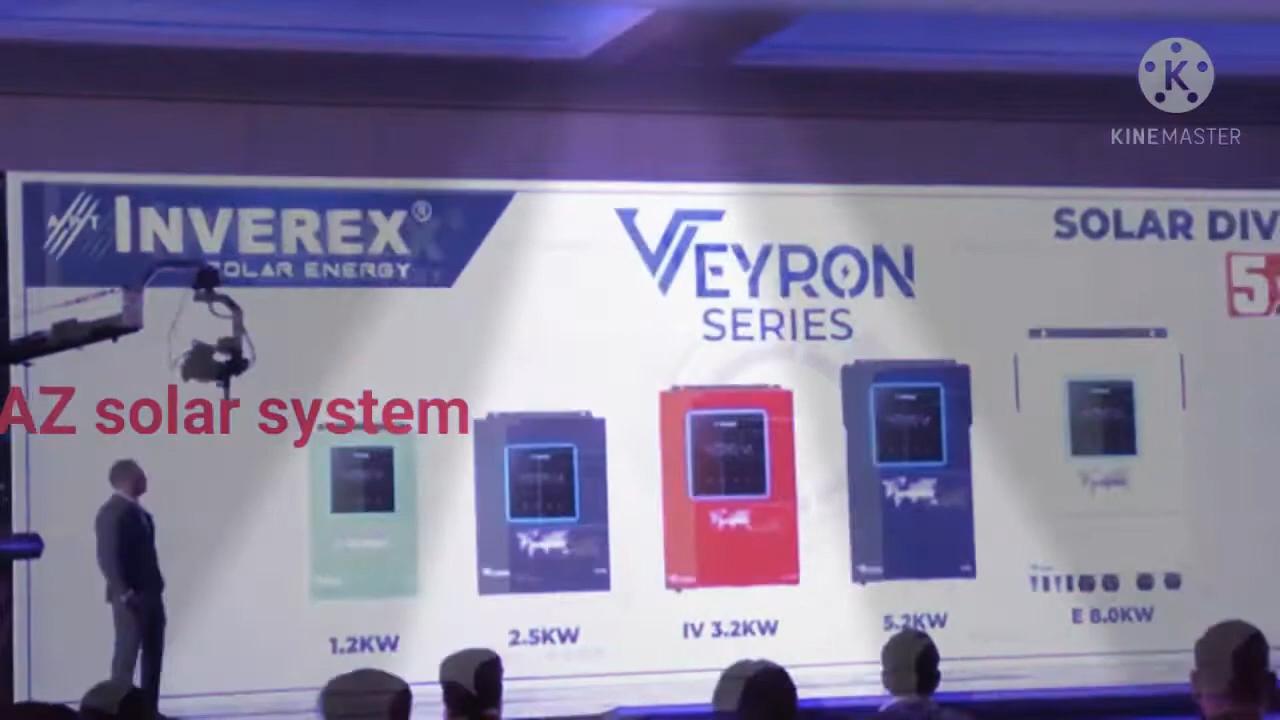 KINEMASTER
INVEREX®
SOLAR ENERGY
VEYRON
SERIES
SOLAR DIV
5.
AZ solar system
1.2KW
2.5KW
IV 3.2KW
5.2KW
E 8.0KW